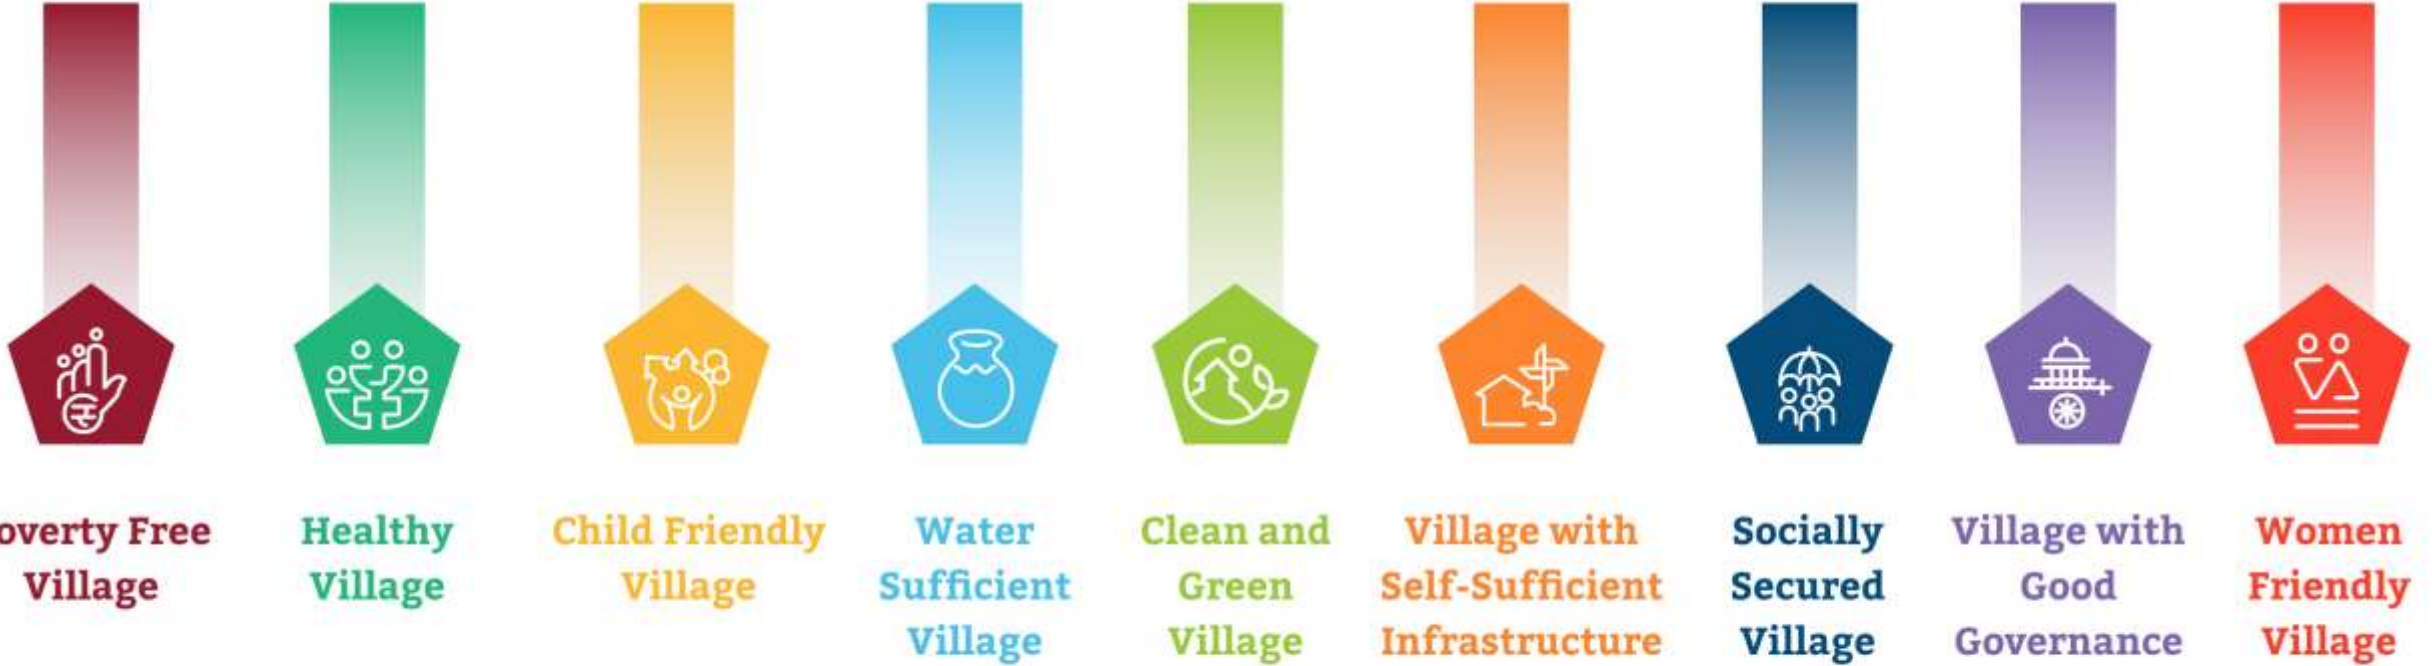 overty Free
Village
Healthy
Village
Child Friendly
Village
Water
Sufficient
Village
Clean and
Green
Village
Village with
Self-Sufficient
Infrastructure
Socially
Secured
Village
Village with
Good
Governance
Women
Friendly
Village